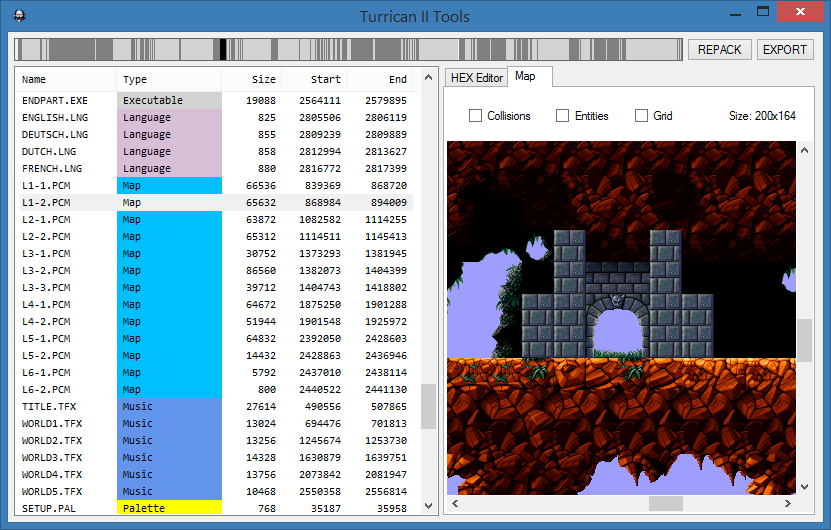 Turrican II Tools
REPACK EXPORT
HEX Editor Map
Name Type Size Start End
Collisions Entities Grid Size: 200x164
ENDPART.EXE Executable 19088 2564111 2579895
ENGLISH.LNG Language 825 2805506 2806119
DEUTSCH.LNG Language 855 2809239 2809889
DUTCH.LNG Language 858 2812994 2813627
FRENCH.LNG Language 880 2816772 2817399
L1-1.PCM Map 66536 839369 868720
L1-2.PCM Map 65632 868984 894009
L2-1.PCM Map 63872 1082582 1114255
L2-2.PCM Map 65312 1114511 1145413
L3-1.PCM Map 30752 1373293 1381945
L3-2.PCM Map 86560 1382073 1404399
L3-3.PCM Map 39712 1404743 1418802
L4-1.PCM Map 64672 1875250 1901288
L4-2.PCM Map 51944 1901548 1925972
L5-1.PCM Map 64832 2392050 2428603
L5-2.PCM Map 14432 2428863 2436946
L6-1.PCM Map 5792 2437010 2438114
L6-2.PCM Map 800 2440522 2441130
TITLE.TFX Music 27614 490556 507865
WORLD1.TFX Music 13024 694476 701813
WORLD2.TFX Music 13256 1245674 1253730
WORLD3.TFX Music 14328 1630879 1639751
WORLD4.TFX Music 13756 2073842 2081947
WORLD5.TFX Music 10468 2550358 2556814
SETUP.PAL Palette 768 35187 35958